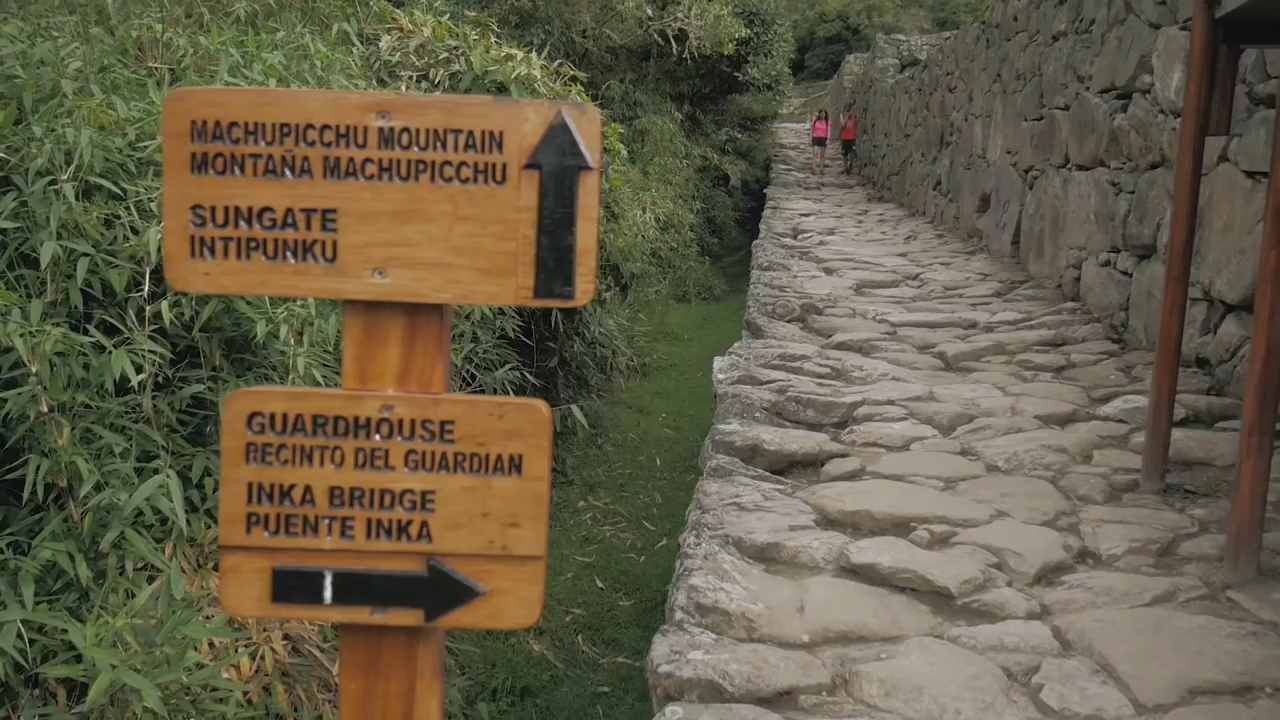 MACHUPICCHU MOUNTAIN
MONTAÑA MACHUPICCHU
SUNGATE
INTIPUNKU
GUARDHOUSE
RECINTO DEL GUARDIAN
INKA BRIDGE
PUENTE INKA